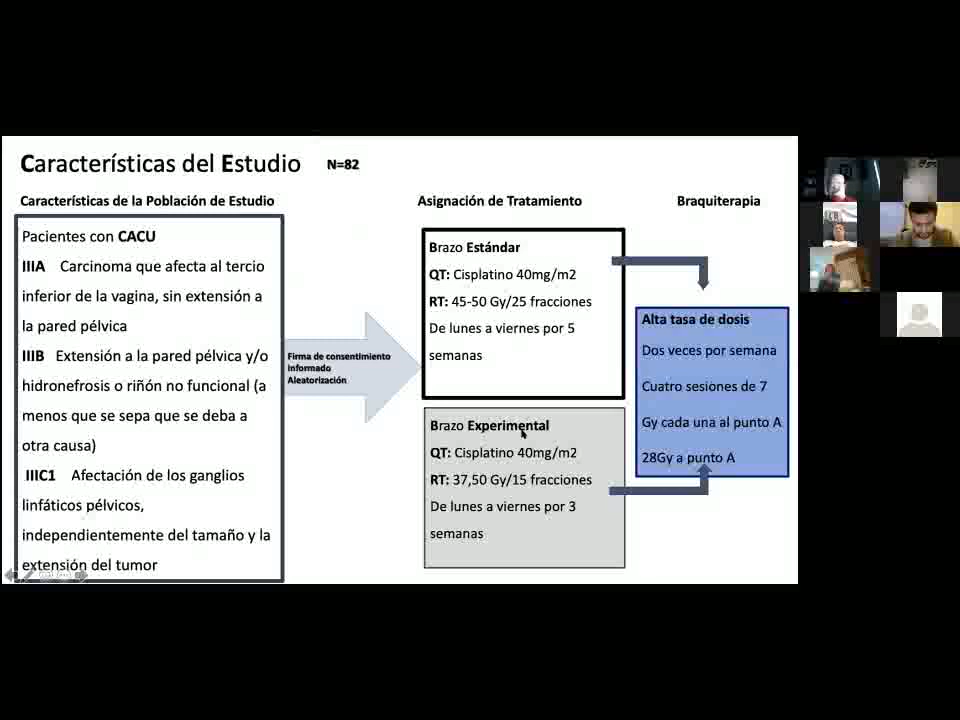 Características del Estudio N=82
Características de la Población de Estudio
Pacientes con CACU
IIIA Carcinoma que afecta al tercio
inferior de la vagina, sin extensión a
la pared pélvica
IIIB Extensión a la pared pélvica y/o
hidronefrosis o riñón no funcional (a
menos que se sepa que se deba a
otra causa)
IIIC1 Afectación de los ganglios
linfáticos pélvicos,
independientemente del tamaño y la
extensión del tumor
Firma de consentimiento
informado
Aleatorización
Asignación de Tratamiento
Brazo Estándar
QT: Cisplatino 40mg/m2
RT: 45-50 Gy/25 fracciones
De lunes a viernes por 5
semanas
Brazo Experimental
QT: Cisplatino 40mg/m2
RT: 37,50 Gy/15 fracciones
De lunes a viernes por 3
semanas
Braquiterapia
Alta tasa de dosis
Dos veces por semana
Cuatro sesiones de 7
Gy cada una al punto A
28Gy a punto A